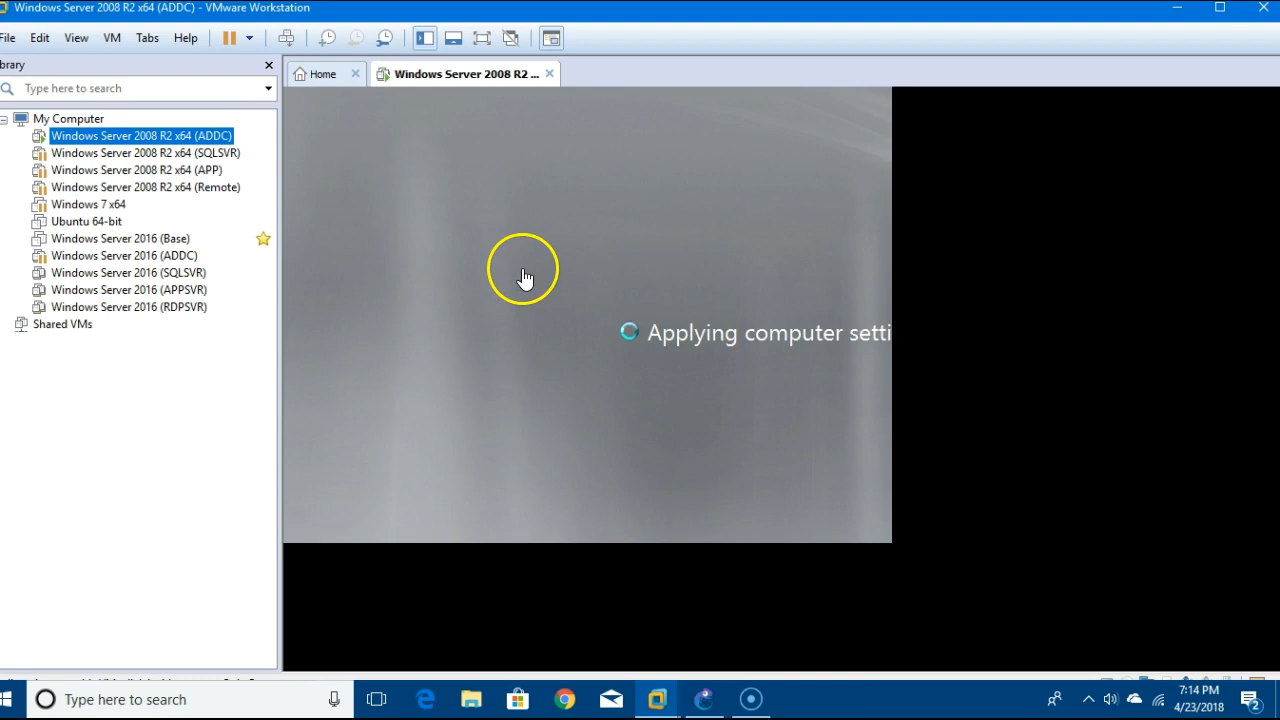 Windows Server 2008 R2 x64 (ADDC) - VMware Workstation
File Edit View VM Tabs Help
brary
Type here to search
Home
Windows Server 2008 R2 ...
My Computer
Windows Server 2008 R2 x64 (ADDC)
Windows Server 2008 R2 x64 (SQLSVR)
Windows Server 2008 R2 x64 (APP)
Windows Server 2008 R2 x64 (Remote)
Windows 7 x64
Ubuntu 64-bit
Windows Server 2016 (Base)
Windows Server 2016 (ADDC)
Windows Server 2016 (SQLSVR)
Windows Server 2016 (APPSVR)
Windows Server 2016 (RDPSVR)
Shared VMs
Applying computer setti
Type here to search
7:14 PM
4/23/2018
2